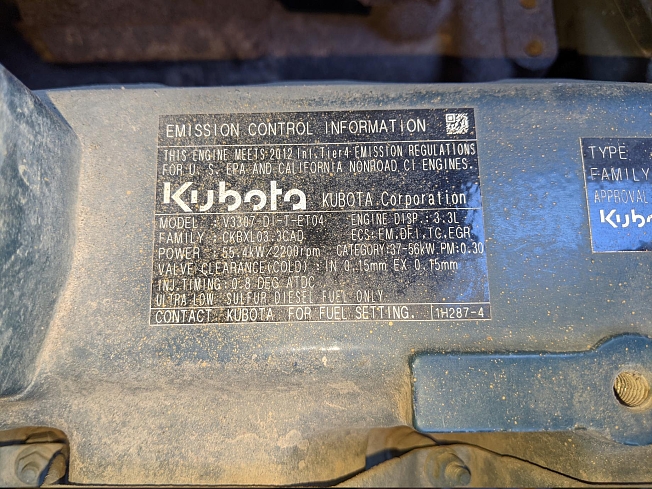 EMISSION CONTROL INFORMATION
THIS ENGINE MEETS 2012 Int.Tier4 EMISSION REGULATIONS
FOR U. S. EPA AND CALIFORNIA NONROAD CI ENGINES.
Kubota KUBOTA Corporation
MODEL : V3307-DI-T-ET04 ENGINE DISP.: 3.3L
FAMILY : CKBXL03.3CAD ECS:EM,DFI,TC,EGR
POWER : 55.4kW/2200rpm CATEGORY:37-56kW,PM:0.30
VALVE CLEARANCE(COLD) : IN 0.15mm EX 0.15mm
INJ.TIMING: 0.8 DEG ATDC
ULTRA LOW SULFUR DIESEL FUEL ONLY
CONTACT KUBOTA FOR FUEL SETTING. 1H287-4
TYPE
FAMILY
APPROVAL